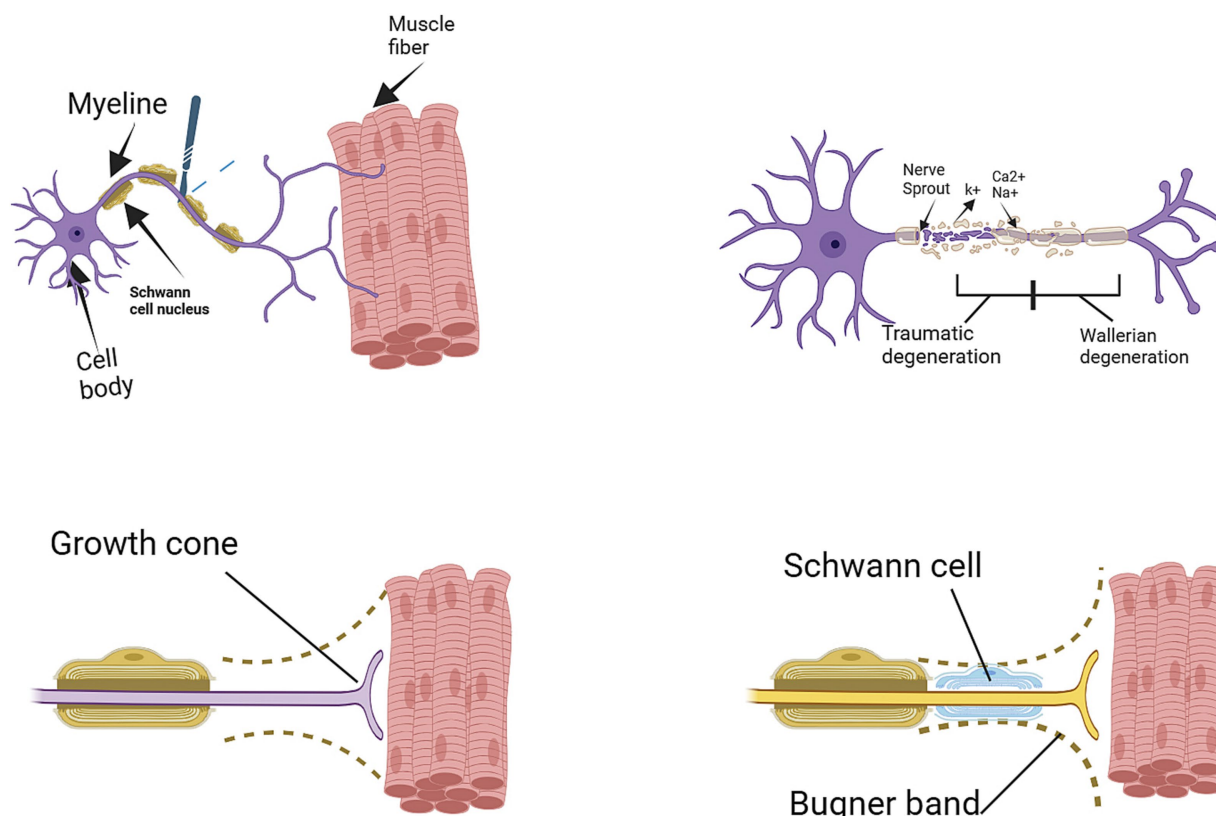 Muscle
fiber
Myeline
Schwann
cell nucleus
Cell
body
Nerve
Sprout
k+
Ca2+
Na+
Traumatic
degeneration
Wallerian
degeneration
Growth cone
Schwann cell
Bugner band